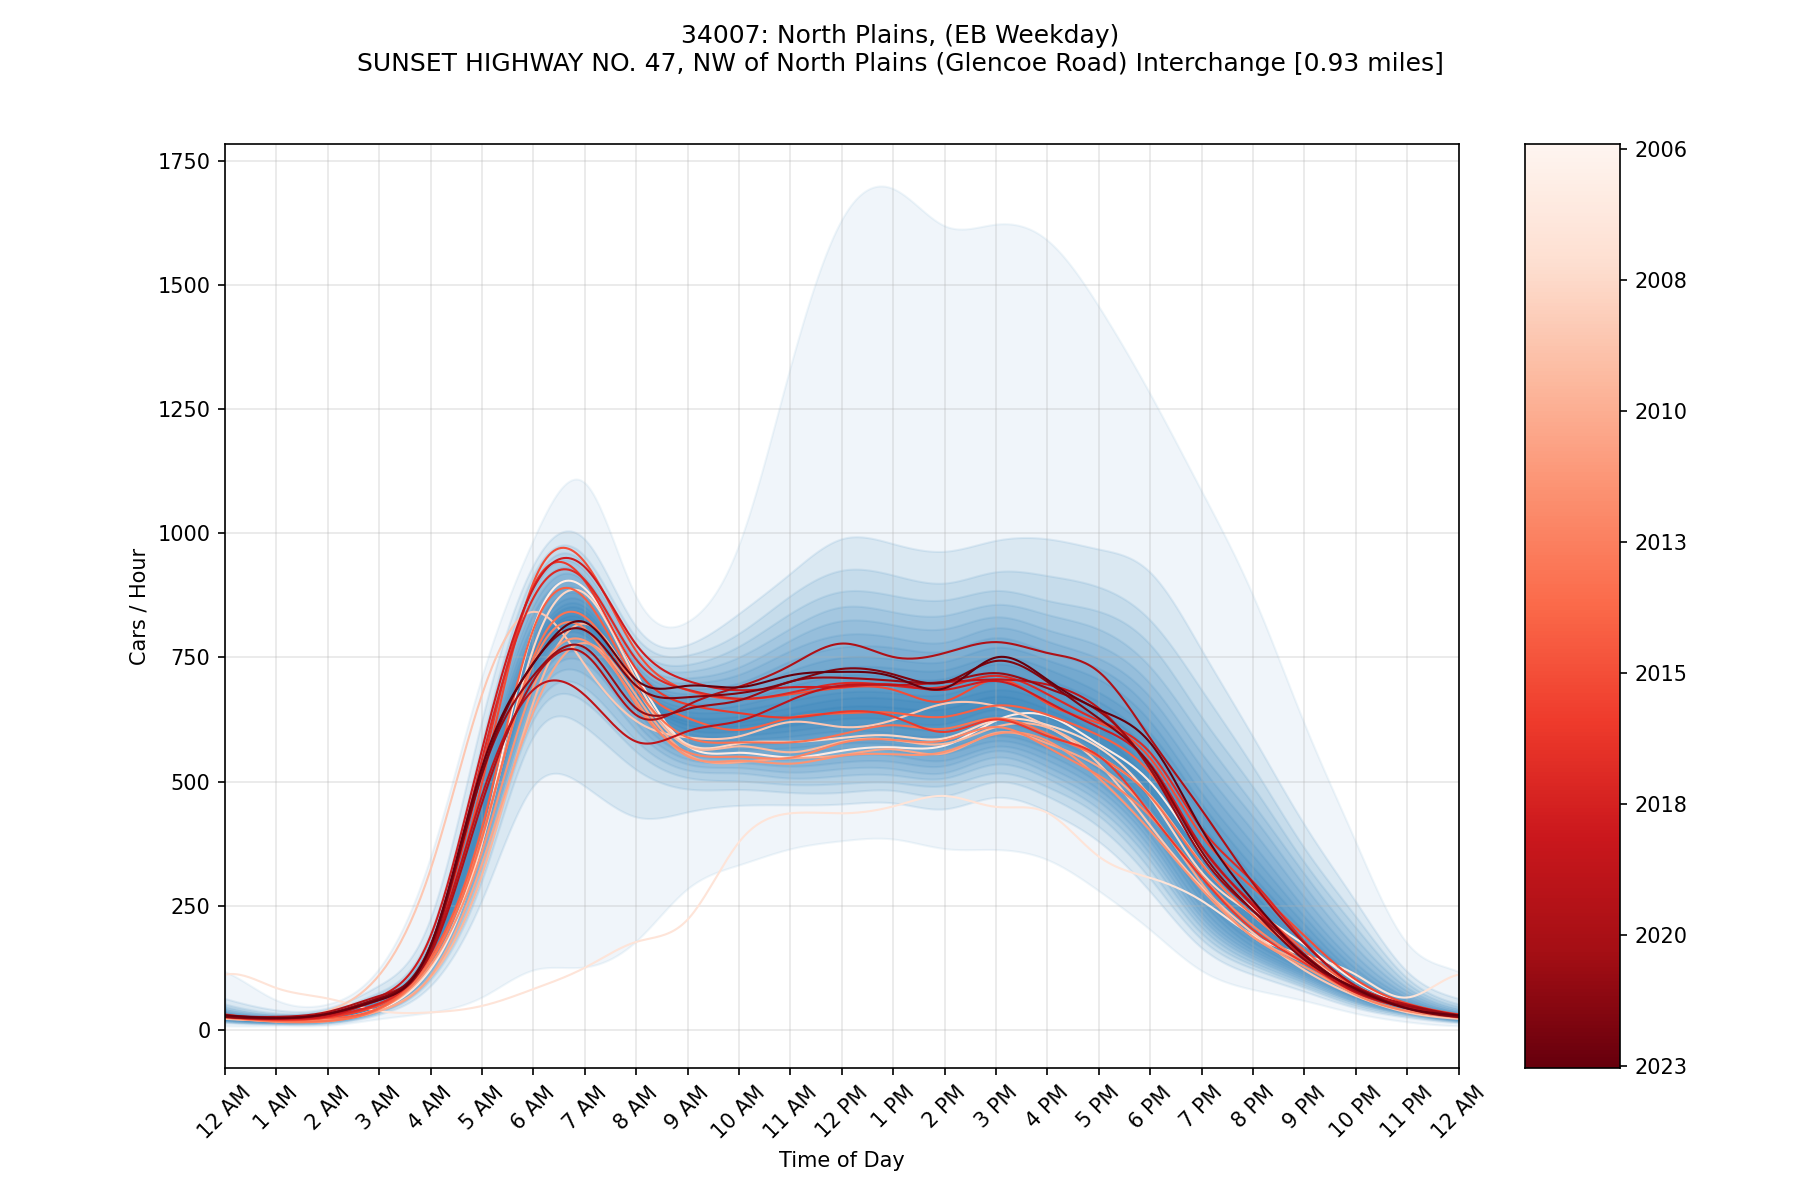 34007: North Plains, (EB Weekday)
SUNSET HIGHWAY NO. 47, NW of North Plains (Glencoe Road) Interchange [0.93 miles]
Cars / Hour
1750
1500
1250
1000
750
500
250
0
12 AM
1 AM
2 AM
3 AM
4 AM
5 AM
6 AM
7 AM
8 AM
9 AM
10 AM
11 AM
12 PM
1 PM
2 PM
3 PM
4 PM
5 PM
6 PM
7 PM
8 PM
9 PM
10 PM
11 PM
12 AM
Time of Day
2006
2008
2010
2013
2015
2018
2020
2023